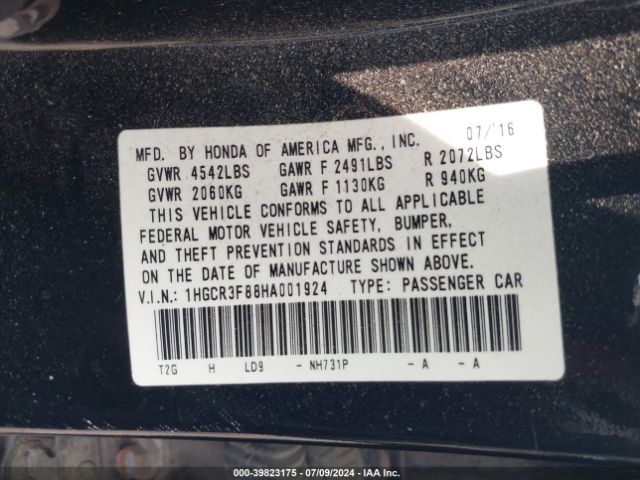 MFD. BY HONDA OF AMERICA MFG., INC. 07/'16
GVWR 4542LBS GAWR F 2491LBS R 2072LBS
GVWR 2060KG GAWR F 1130KG R 940KG
THIS VEHICLE CONFORMS TO ALL APPLICABLE
FEDERAL MOTOR VEHICLE SAFETY, BUMPER,
AND THEFT PREVENTION STANDARDS IN EFFECT
ON THE DATE OF MANUFACTURE SHOWN ABOVE.
V.I.N.: 1HGCR3F88HA001924 TYPE: PASSENGER CAR
T2G H LD9 - NH731P - A - A
000-39823175 - 07/09/2024 - IAA Inc.